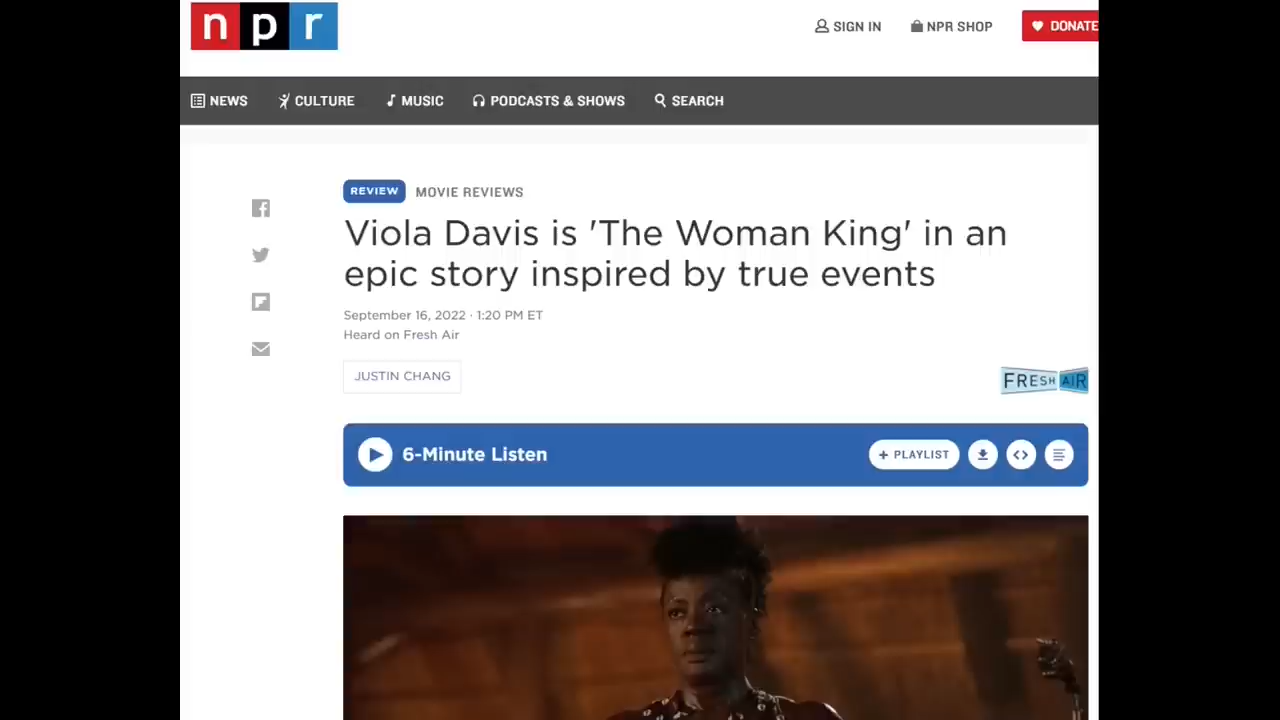 npr
SIGN IN
NPR SHOP
DONATE
NEWS
CULTURE
MUSIC
PODCASTS & SHOWS
SEARCH
REVIEW
MOVIE REVIEWS
Viola Davis is 'The Woman King' in an
epic story inspired by true events
September 16, 2022 · 1:20 PM ET
Heard on Fresh Air
JUSTIN CHANG
FRESH AIR
6-Minute Listen
+ PLAYLIST